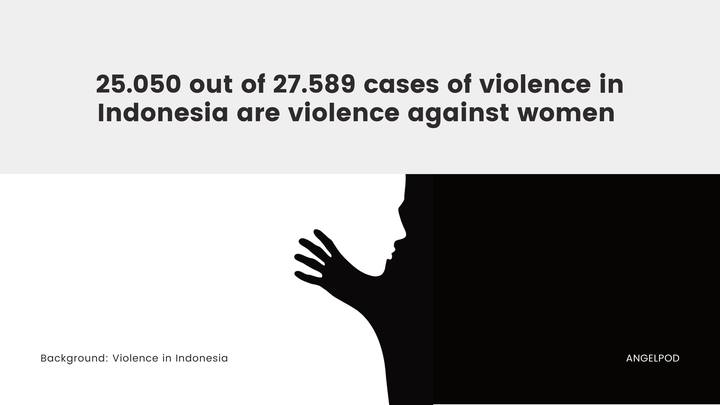 25.050 out of 27.589 cases of violence in
Indonesia are violence against women
Background: Violence in Indonesia
ANGELPOD